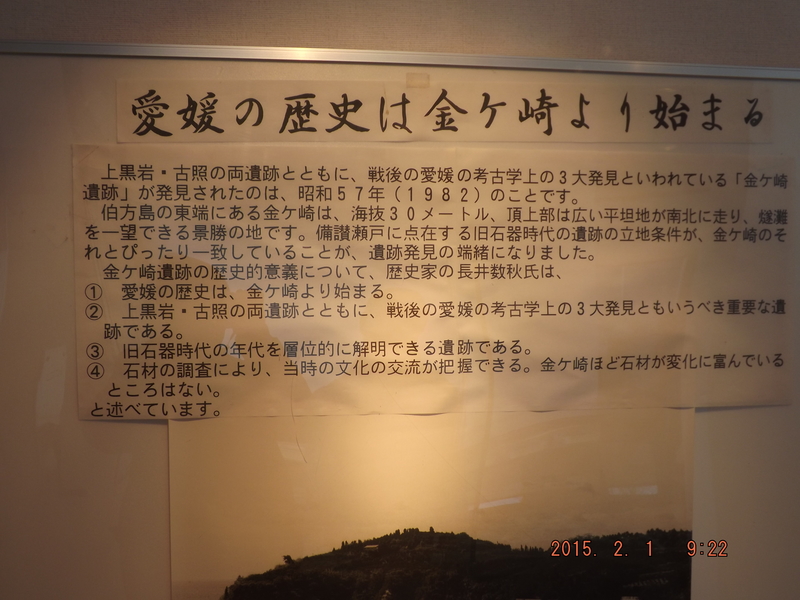 愛媛の歴史は金ケ崎より始まる
上黒岩・古照の両遺跡とともに、戦後の愛媛の考古学上の3大発見といわれている「金ケ崎
遺跡」が発見されたのは、昭和57年(1982)のことです。
伯方島の東端にある金ケ崎は、海抜30メートル、頂上部は広い平坦地が南北に走り、燧灘
を一望できる景勝の地です。備讃瀬戸に点在する旧石器時代の遺跡の立地条件が、金ケ崎のそ
れとぴったり一致していることが、遺跡発見の端緒になりました。
金ケ崎遺跡の歴史的意義について、歴史家の長井数秋氏は、
① 愛媛の歴史は、金ケ崎より始まる。
② 上黒岩・古照の両遺跡とともに、戦後の愛媛の考古学上の3大発見ともいうべき重要な遺
跡である。
③ 旧石器時代の年代を層位的に解明できる遺跡である。
④ 石材の調査により、当時の文化の交流が把握できる。金ケ崎ほど石材が変化に富んでいる
ところはない。
と述べています。
2015. 2. 1 9:22